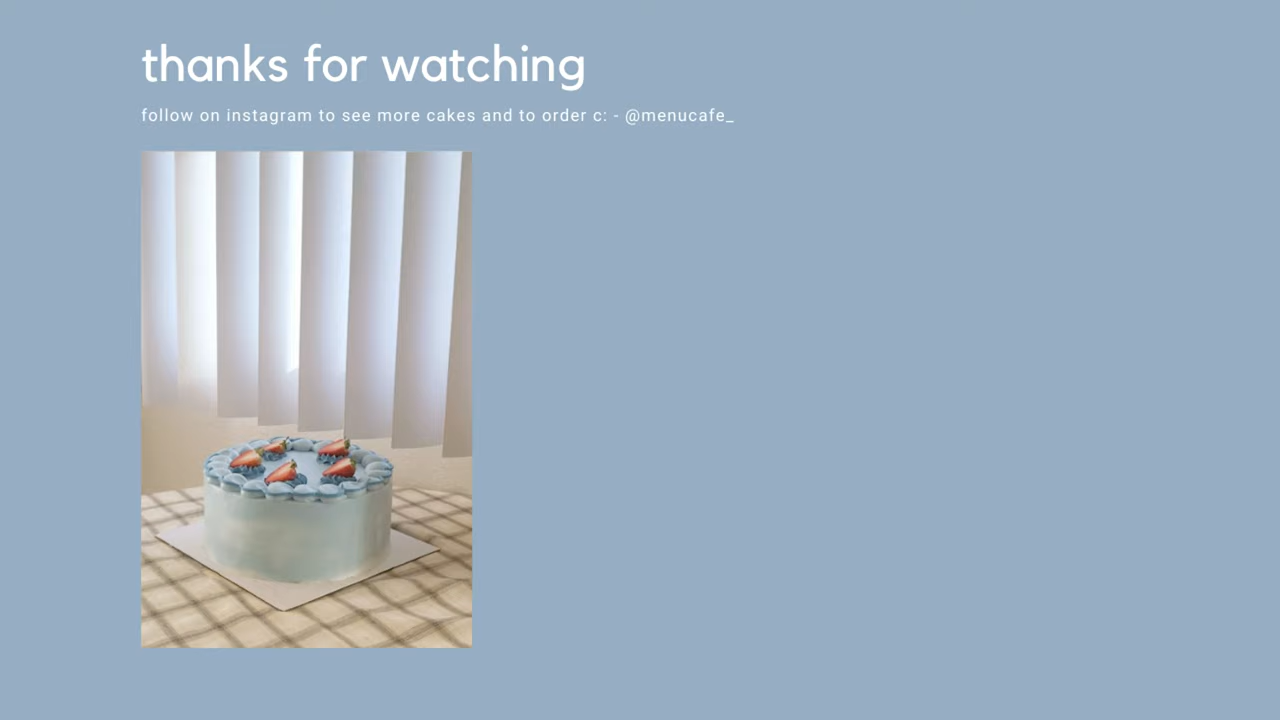 thanks for watching
follow on instagram to see more cakes and to order c: - @menucafe_